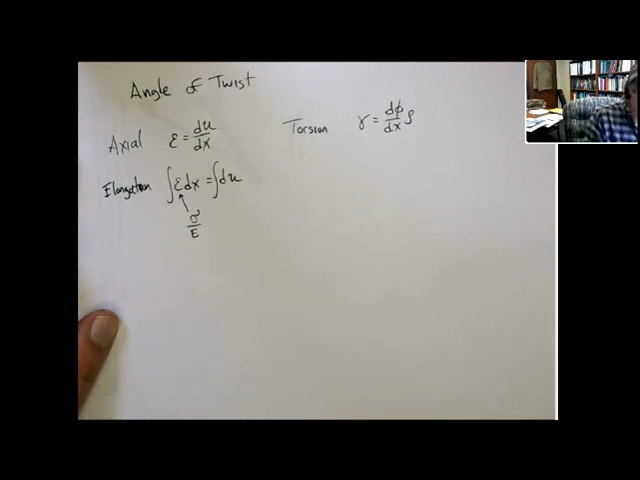 Angle of Twist
Axial ε = du/dx
Torsion γ = dϕ/dx ρ
Elongation ∫εdx = ∫du
σ/E